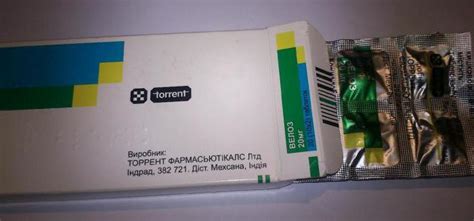 torrent
Виробник:
ТОРРЕНТ ФАРМАСЬЮТІКАЛС Лтд
Індрад, 382 721. Діст. Мехсана, Індія
ВЕЛОЗ
20мг